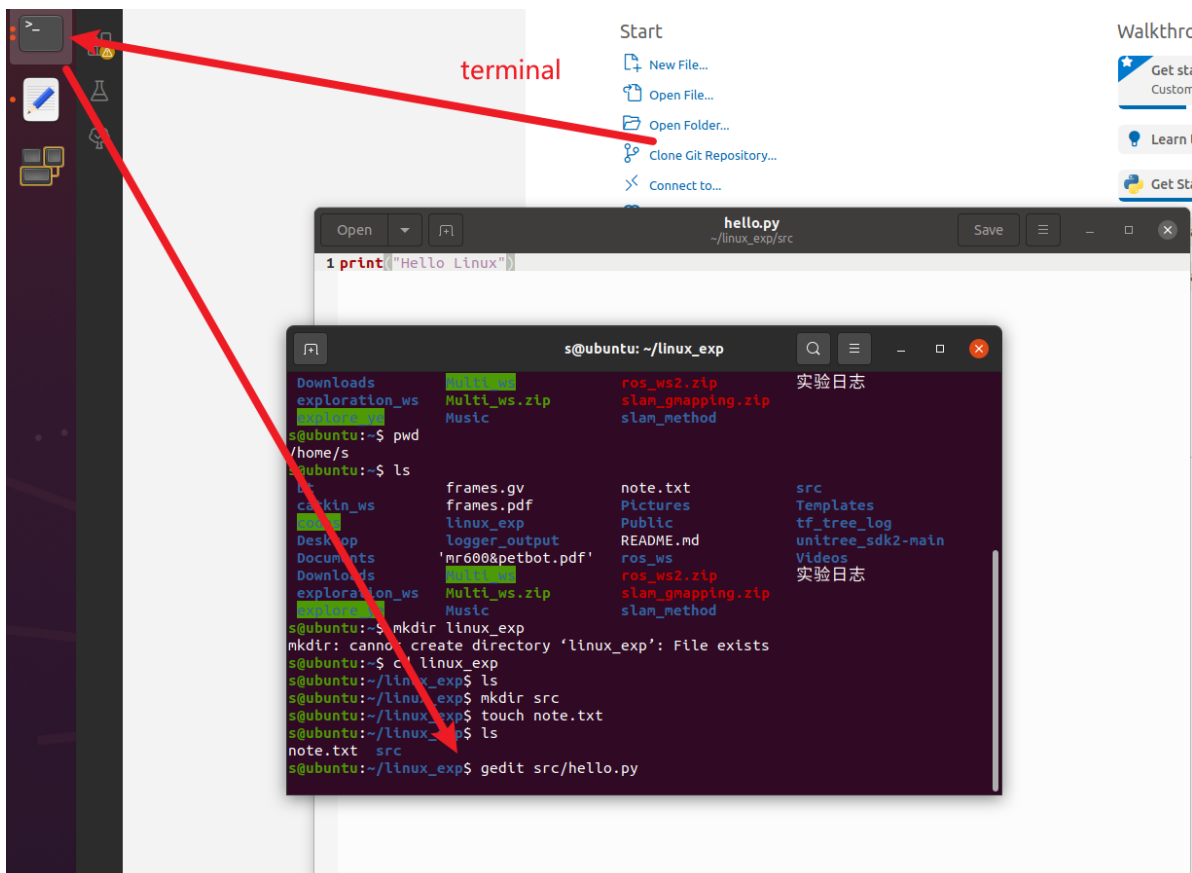 >_
Start
Walkthro
terminal
New File...
Get sta
Open File...
Custom
Open Folder...
Clone Git Repository...
Learn
Connect to...
Get Sta
Open
hello.py
~/linux_exp/src
Save
1 print("Hello Linux")
s@ubuntu: ~/linux_exp
Downloads Multi_ws ros_ws2.zip 实验日志
exploration_ws Multi_ws.zip slam_gmapping.zip
explore_ye Music slam_method
s@ubuntu:~$ pwd
/home/s
s@ubuntu:~$ ls
frames.gv note.txt src
catkin_ws frames.pdf Pictures Templates
linux_exp Public tf_tree_log
Desktop logger_output README.md unitree_sdk2-main
Documents 'mr600&petbot.pdf' ros_ws Videos
Downloads Multi_ws ros_ws2.zip 实验日志
exploration_ws Multi_ws.zip slam_gmapping.zip
explore_ye Music slam_method
s@ubuntu:~$ mkdir linux_exp
mkdir: cannot create directory ‘linux_exp’: File exists
s@ubuntu:~$ cd linux_exp
s@ubuntu:~/linux_exp$ ls
s@ubuntu:~/linux_exp$ mkdir src
s@ubuntu:~/linux_exp$ touch note.txt
s@ubuntu:~/linux_exp$ ls
note.txt src
s@ubuntu:~/linux_exp$ gedit src/hello.py